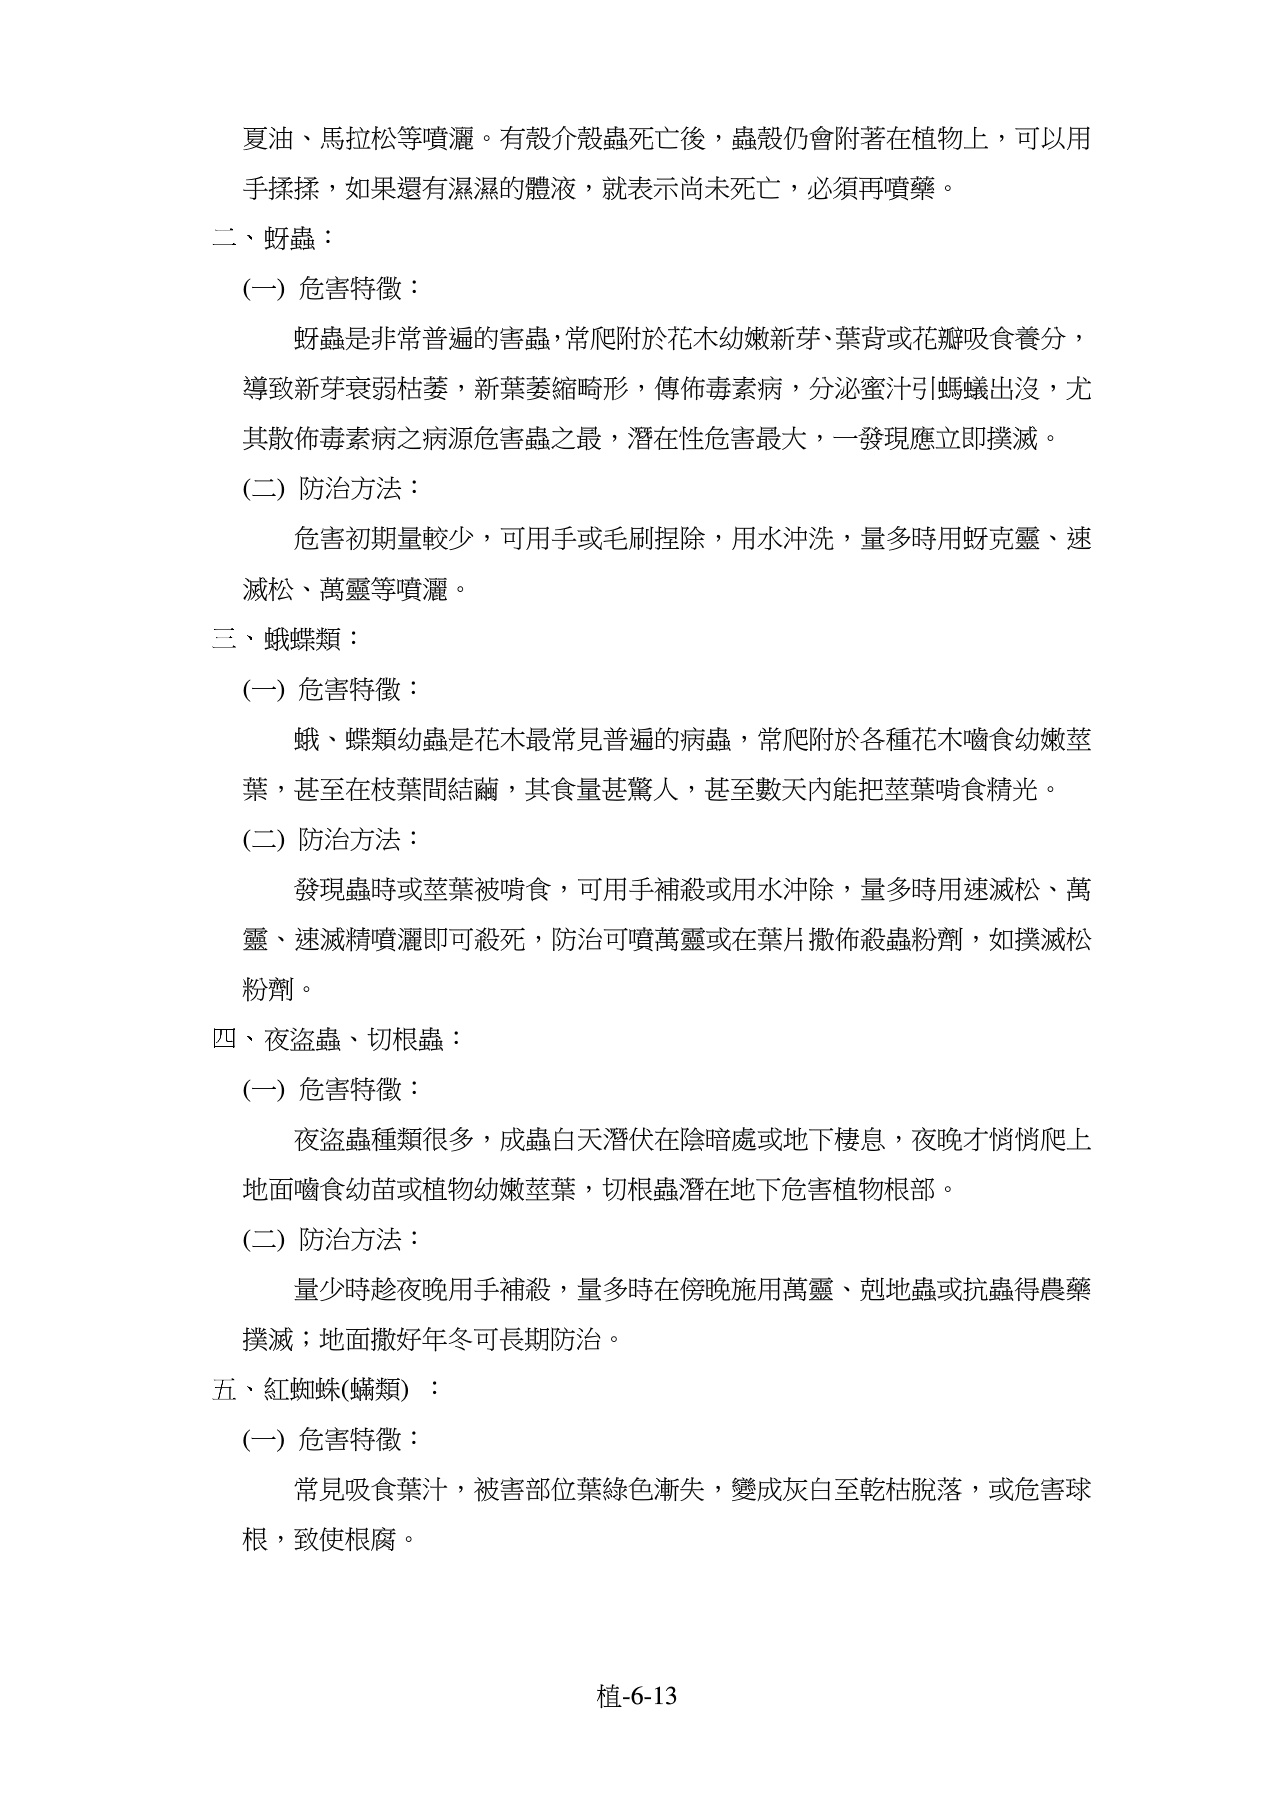 夏油、馬拉松等噴灑。有殼介殼蟲死亡後，蟲殼仍會附著在植物上，可以用
手揉揉，如果還有濕濕的體液，就表示尚未死亡，必須再噴藥。
二、蚜蟲：
(一) 危害特徵：
蚜蟲是非常普遍的害蟲，常爬附於花木幼嫩新芽、葉背或花瓣吸食養分，
導致新芽衰弱枯萎，新葉萎縮畸形，傳佈毒素病，分泌蜜汁引螞蟻出沒，尤
其散佈毒素病之病源危害蟲之最，潛在性危害最大，一發現應立即撲滅。
(二) 防治方法：
危害初期量較少，可用手或毛刷捏除，用水沖洗，量多時用蚜克靈、速
滅松、萬靈等噴灑。
三、蛾蝶類：
(一) 危害特徵：
蛾、蝶類幼蟲是花木最常見普遍的病蟲，常爬附於各種花木嚙食幼嫩莖
葉，甚至在枝葉間結繭，其食量甚驚人，甚至數天內能把莖葉啃食精光。
(二) 防治方法：
發現蟲時或莖葉被啃食，可用手補殺或用水沖除，量多時用速滅松、萬
靈、速滅精噴灑即可殺死，防治可噴萬靈或在葉片撒佈殺蟲粉劑，如撲滅松
粉劑。
四、夜盜蟲、切根蟲：
(一) 危害特徵：
夜盜蟲種類很多，成蟲白天潛伏在陰暗處或地下棲息，夜晚才悄悄爬上
地面嚙食幼苗或植物幼嫩莖葉，切根蟲潛在地下危害植物根部。
(二) 防治方法：
量少時趁夜晚用手補殺，量多時在傍晚施用萬靈、剋地蟲或抗蟲得農藥
撲滅；地面撒好年冬可長期防治。
五、紅蜘蛛(蟎類) ：
(一) 危害特徵：
常見吸食葉汁，被害部位葉綠色漸失，變成灰白至乾枯脫落，或危害球
根，致使根腐。
植-6-13